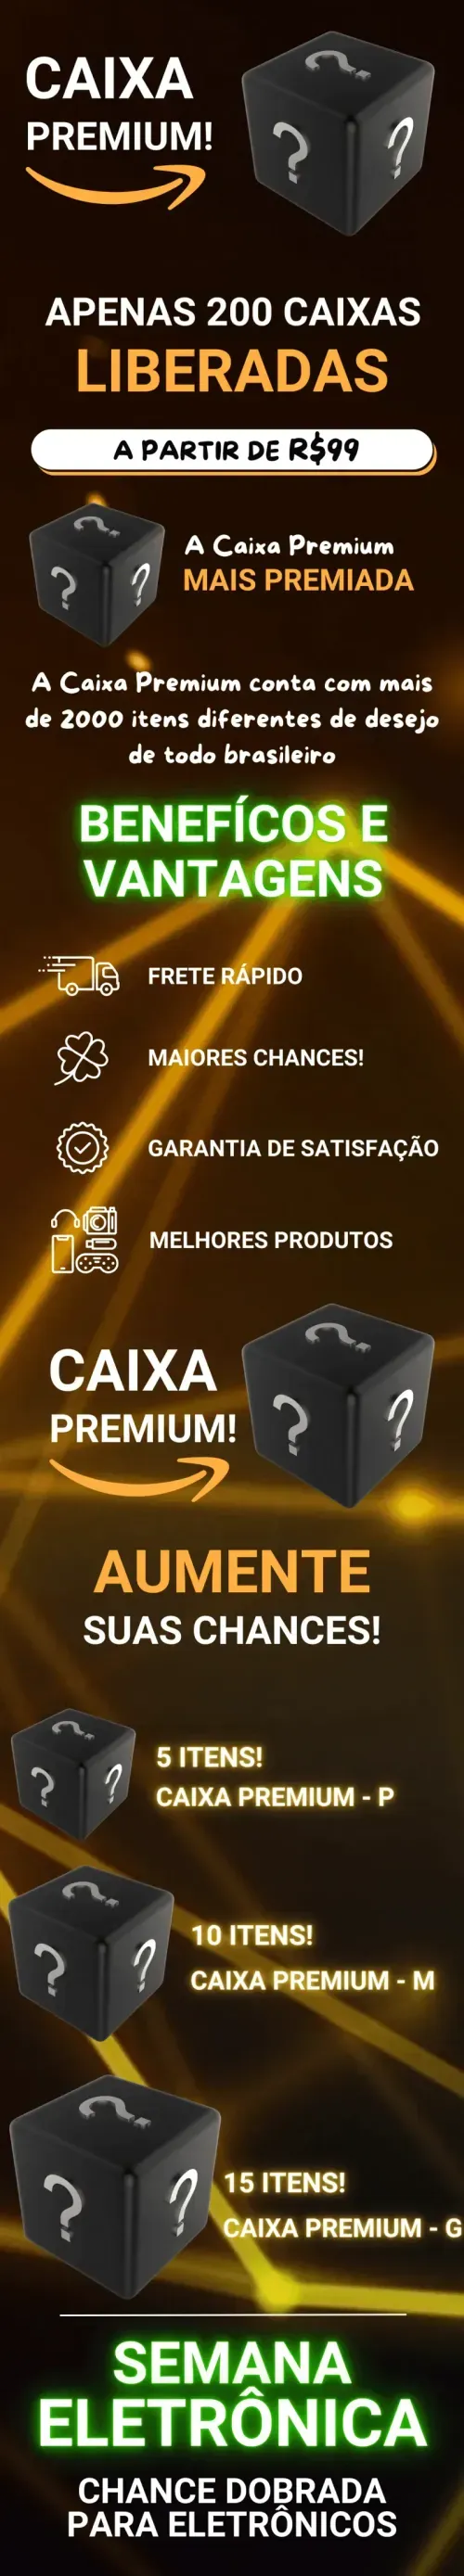 CAIXA
PREMIUM!
APENAS 200 CAIXAS
LIBERADAS
A PARTIR DE R$99
A Caixa Premium
MAIS PREMIADA
A Caixa Premium conta com mais
de 2000 itens diferentes de desejo
de todo brasileiro
BENEFÍCOS E
VANTAGENS
FRETE RÁPIDO
MAIORES CHANCES!
GARANTIA DE SATISFAÇÃO
MELHORES PRODUTOS
CAIXA
PREMIUM!
AUMENTE
SUAS CHANCES!
5 ITENS!
CAIXA PREMIUM - P
10 ITENS!
CAIXA PREMIUM - M
15 ITENS!
CAIXA PREMIUM - G
SEMANA
ELETRÔNICA
CHANCE DOBRADA
PARA ELETRÔNICOS